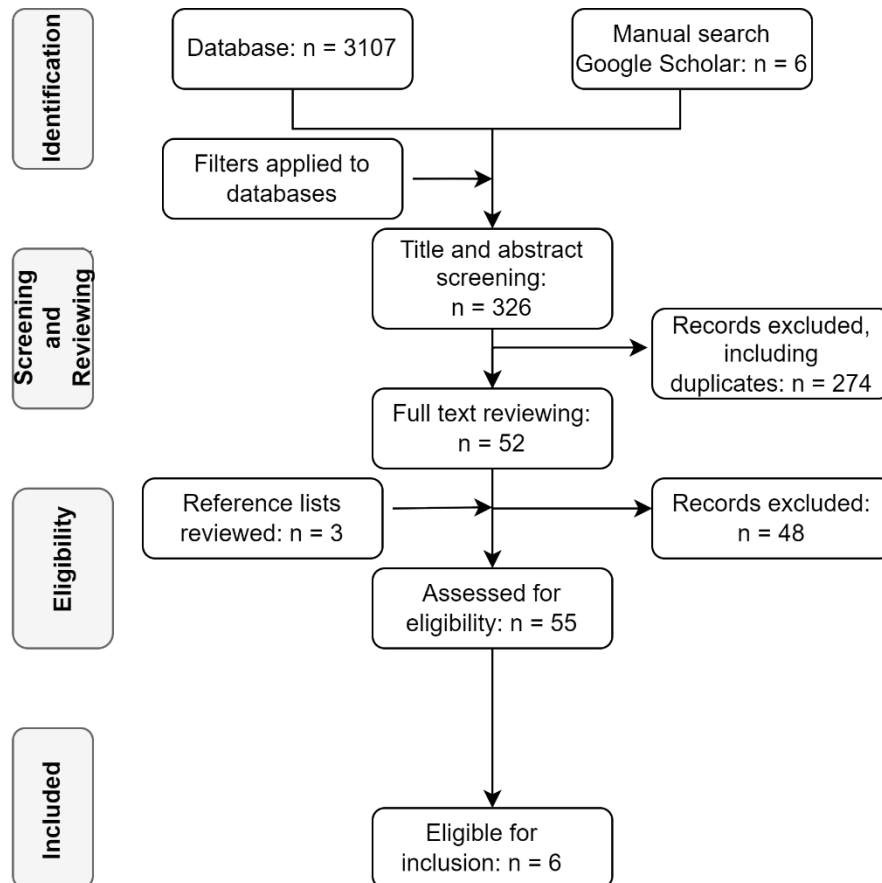 Identification
Database: n = 3107
Manual search
Google Scholar: n = 6
Filters applied to
databases
Screening
and
Reviewing
Title and abstract
screening:
n = 326
Records excluded,
including
duplicates: n = 274
Full text reviewing:
n = 52
Eligibility
Reference lists
reviewed: n = 3
Records excluded:
n = 48
Assessed for
eligibility: n = 55
Included
Eligible for
inclusion: n = 6